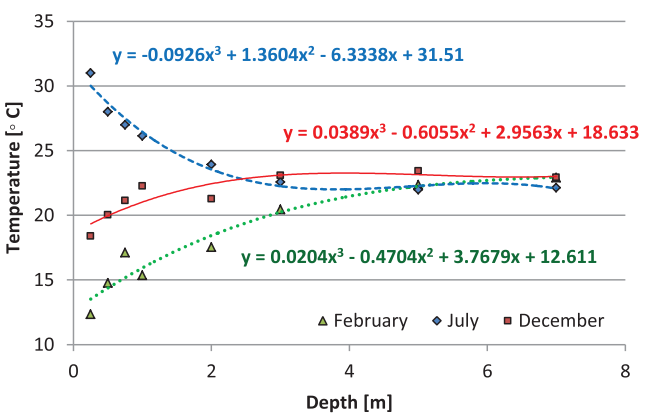 35
y = -0.0926x³ + 1.3604x² - 6.3338x + 31.51
30
y = 0.0389x³ - 0.6055x² + 2.9563x + 18.633
25
Temperature [◦ C]
20
y = 0.0204x³ - 0.4704x² + 3.7679x + 12.611
15
February July December
10
0 2 4 6 8
Depth [m]